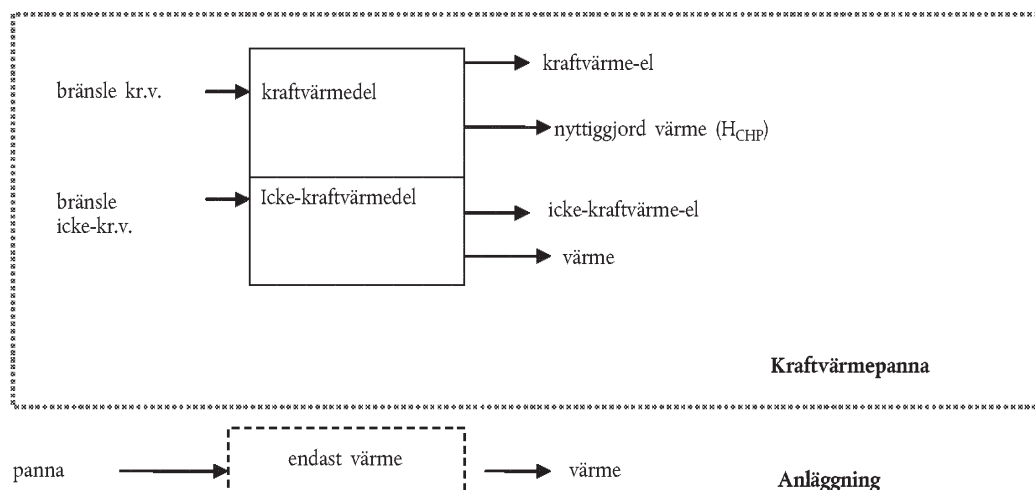 kraftvärme-el
bränsle kr.v.
kraftvärmedel
nyttiggjord värme (HCHP)
bränsle
icke-kr.v.
Icke-kraftvärmedel
icke-kraftvärme-el
värme
Kraftvärmepanna
panna
endast värme
värme
Anläggning